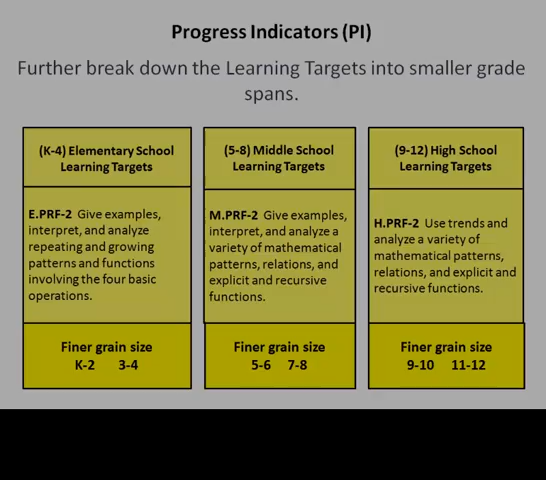 Progress Indicators (PI)
Further break down the Learning Targets into smaller grade
spans.
(K-4) Elementary School
Learning Targets
E.PRF-2 Give examples,
interpret, and analyze
repeating and growing
patterns and functions
involving the four basic
operations.
Finer grain size
K-2 3-4
(5-8) Middle School
Learning Targets
M.PRF-2 Give examples,
interpret, and analyze a
variety of mathematical
patterns, relations, and
explicit and recursive
functions.
Finer grain size
5-6 7-8
(9-12) High School
Learning Targets
H.PRF-2 Use trends and
analyze a variety of
mathematical patterns,
relations, and explicit and
recursive functions.
Finer grain size
9-10 11-12